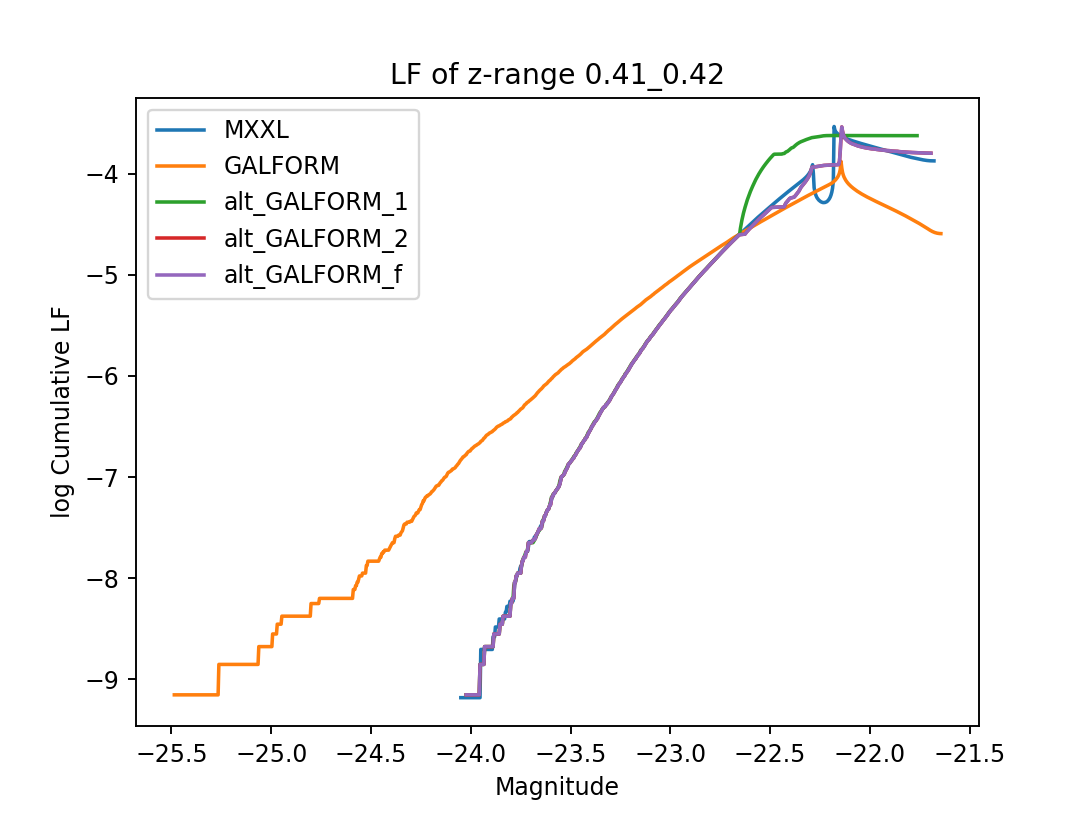 LF of z-range 0.41_0.42
MXXL
GALFORM
alt_GALFORM_1
alt_GALFORM_2
alt_GALFORM_f
log Cumulative LF
−4
−5
−6
−7
−8
−9
−25.5 −25.0 −24.5 −24.0 −23.5 −23.0 −22.5 −22.0 −21.5
Magnitude